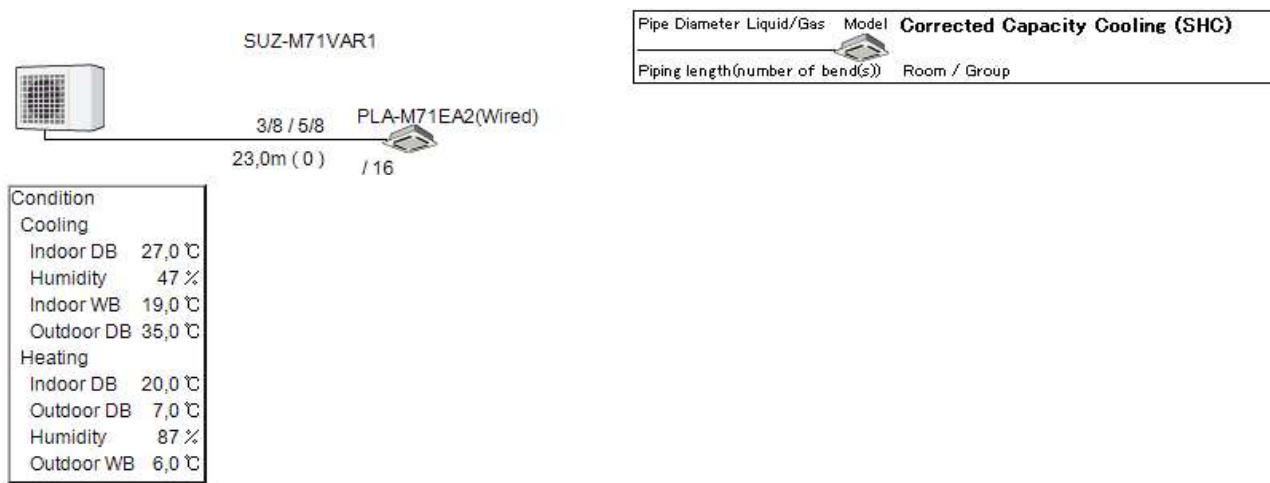 SUZ-M71VAR1
3/8 / 5/8
PLA-M71EA2(Wired)
23,0m ( 0 )
/ 16
Pipe Diameter Liquid/Gas Model Corrected Capacity Cooling (SHC)
Piping length(number of bend(s)) Room / Group
Condition
Cooling
Indoor DB 27,0 ℃
Humidity 47 %
Indoor WB 19,0 ℃
Outdoor DB 35,0 ℃
Heating
Indoor DB 20,0 ℃
Outdoor DB 7,0 ℃
Humidity 87 %
Outdoor WB 6,0 ℃